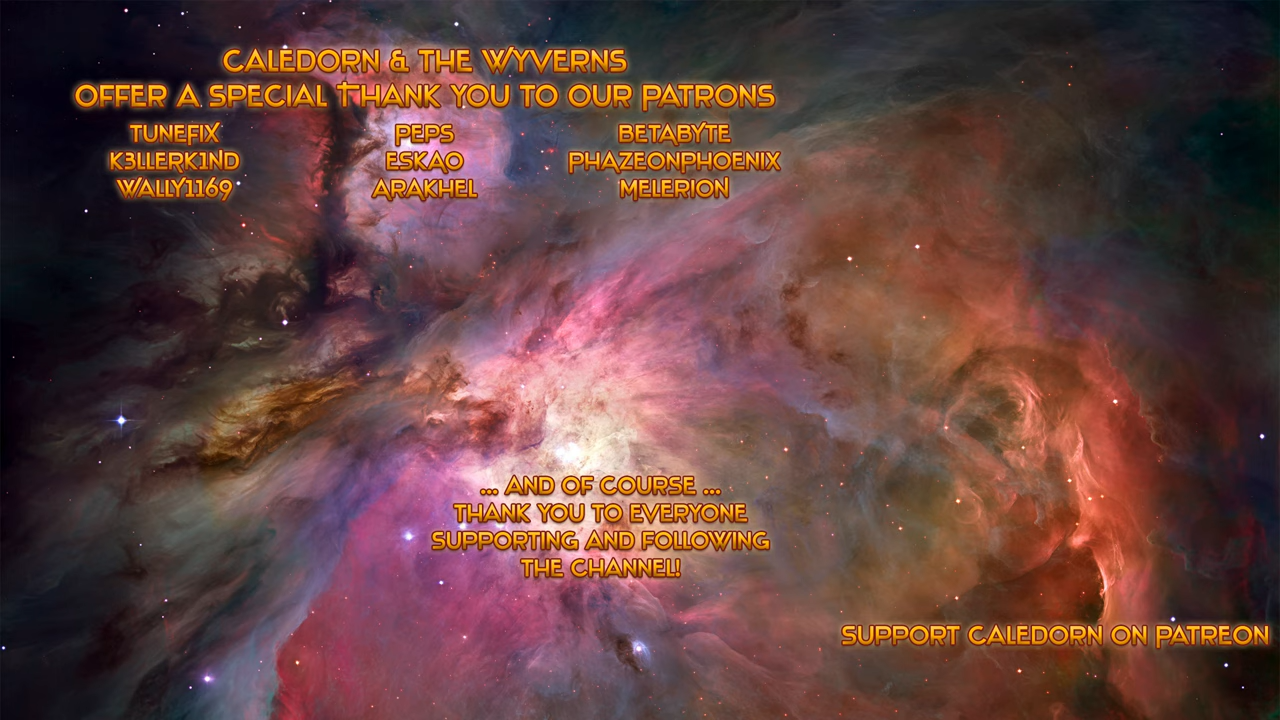 CALEDORN & THE WYVERNS
OFFER A SPECIAL THANK YOU TO OUR PATRONS
TUNEFIX PEPS BETABYTE
K3LLERK1ND ESKAO PHAZEONPHOENIX
WALLY1169 ARAKHEL MELERION
... AND OF COURSE ...
THANK YOU TO EVERYONE
SUPPORTING AND FOLLOWING
THE CHANNEL!
SUPPORT CALEDORN ON PATREON